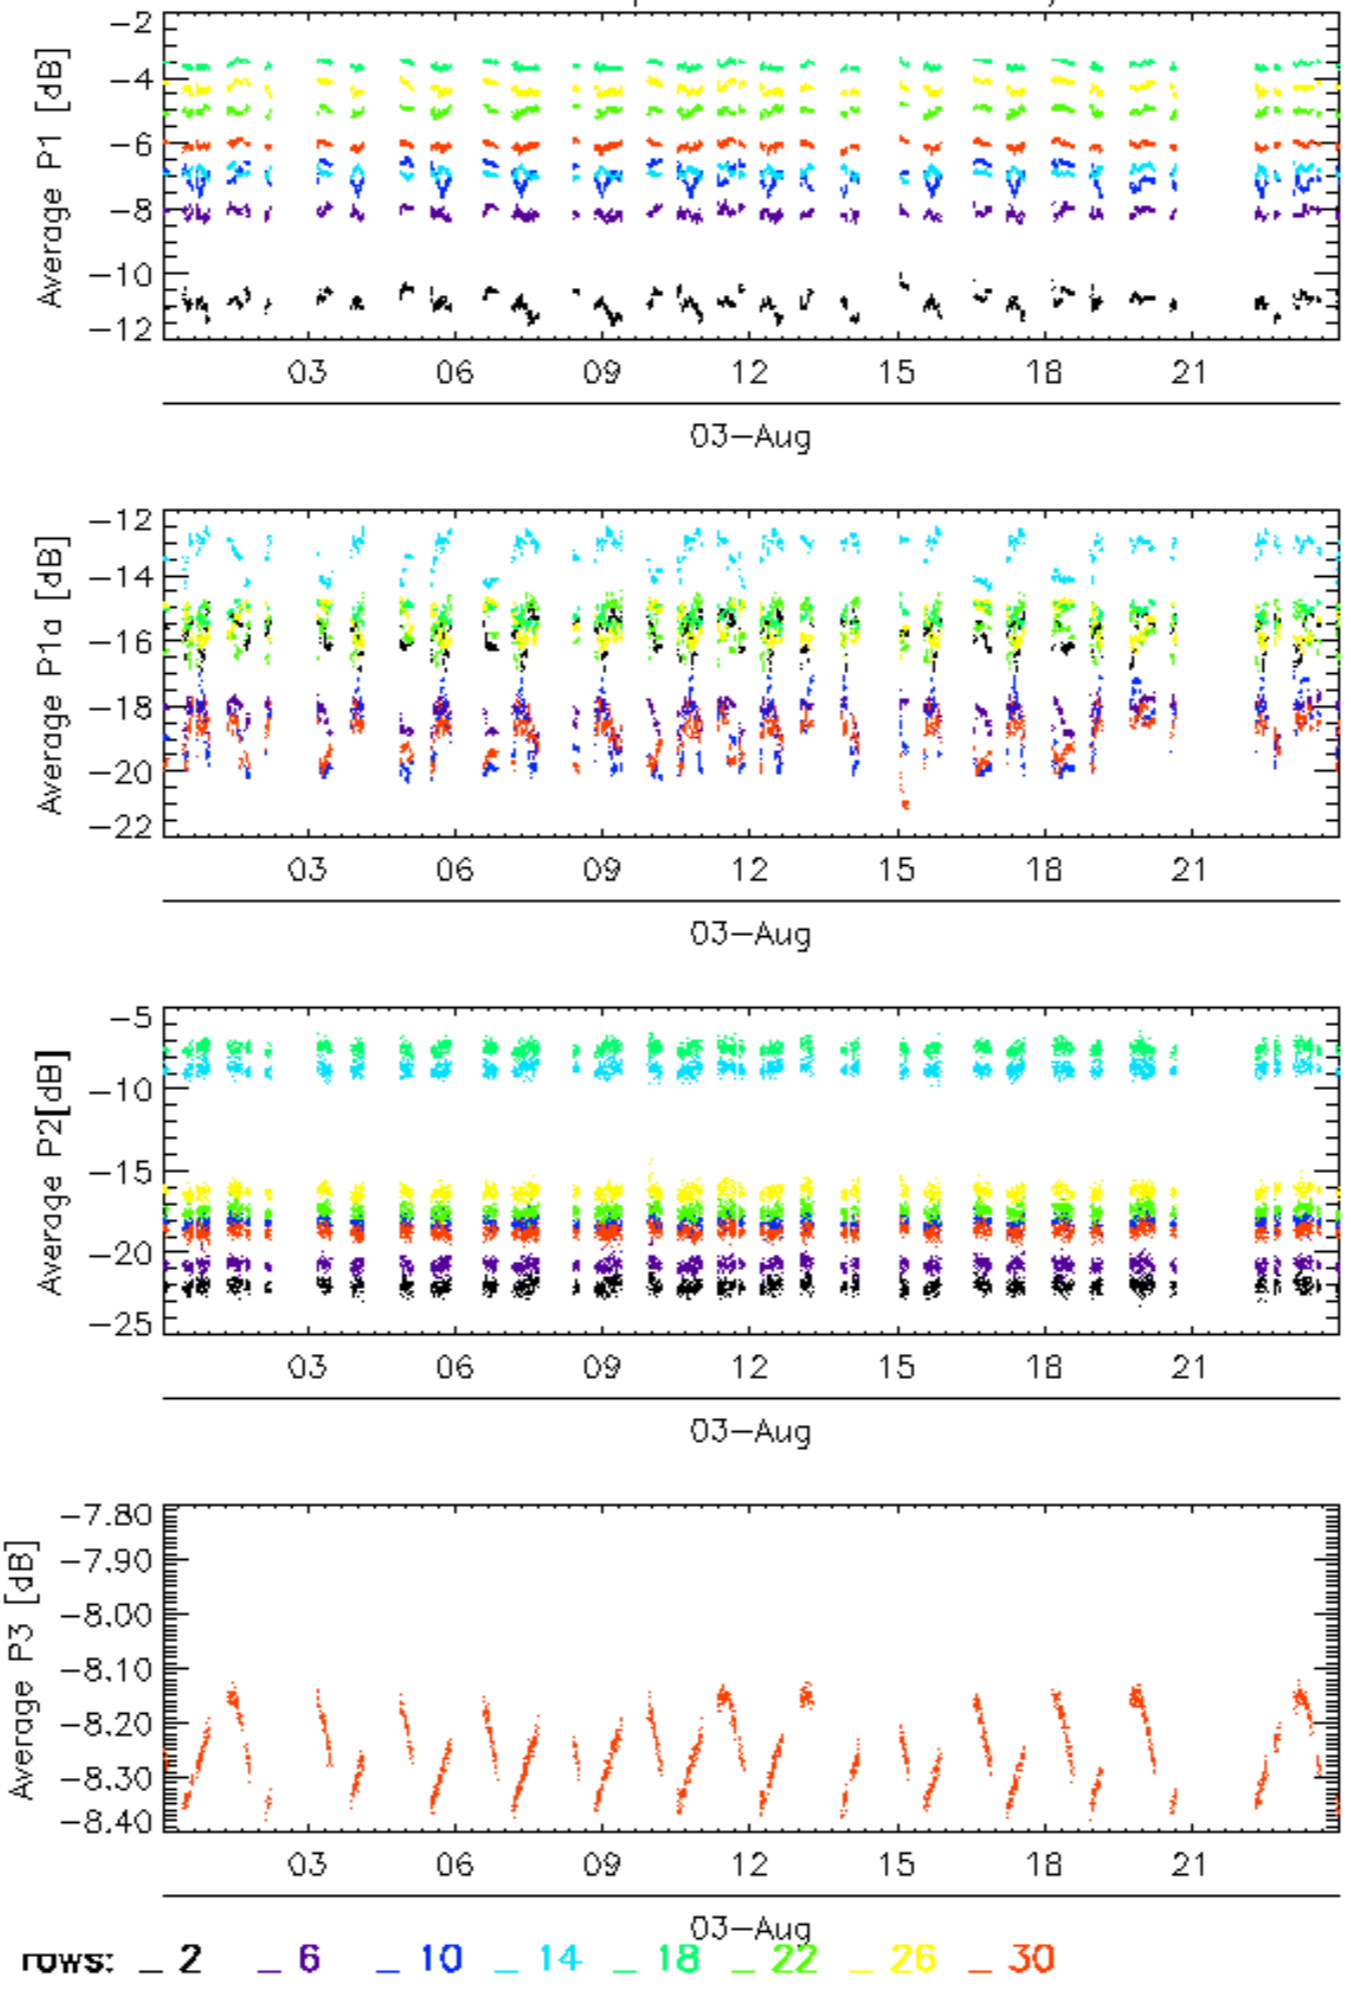 -2
-4
-6
-8
-10
-12
Average P1 [dB]
03 06 09 12 15 18 21
03-Aug
-12
-14
-16
-18
-20
-22
Average P1a [dB]
03 06 09 12 15 18 21
03-Aug
-5
-10
-15
-20
-25
Average P2[dB]
03 06 09 12 15 18 21
03-Aug
-7.80
-7.90
-8.00
-8.10
-8.20
-8.30
-8.40
Average P3 [dB]
03 06 09 12 15 18 21
03-Aug
rows: _ 2 _ 6 _ 10 _ 14 _ 18 _ 22 _ 26 _ 30